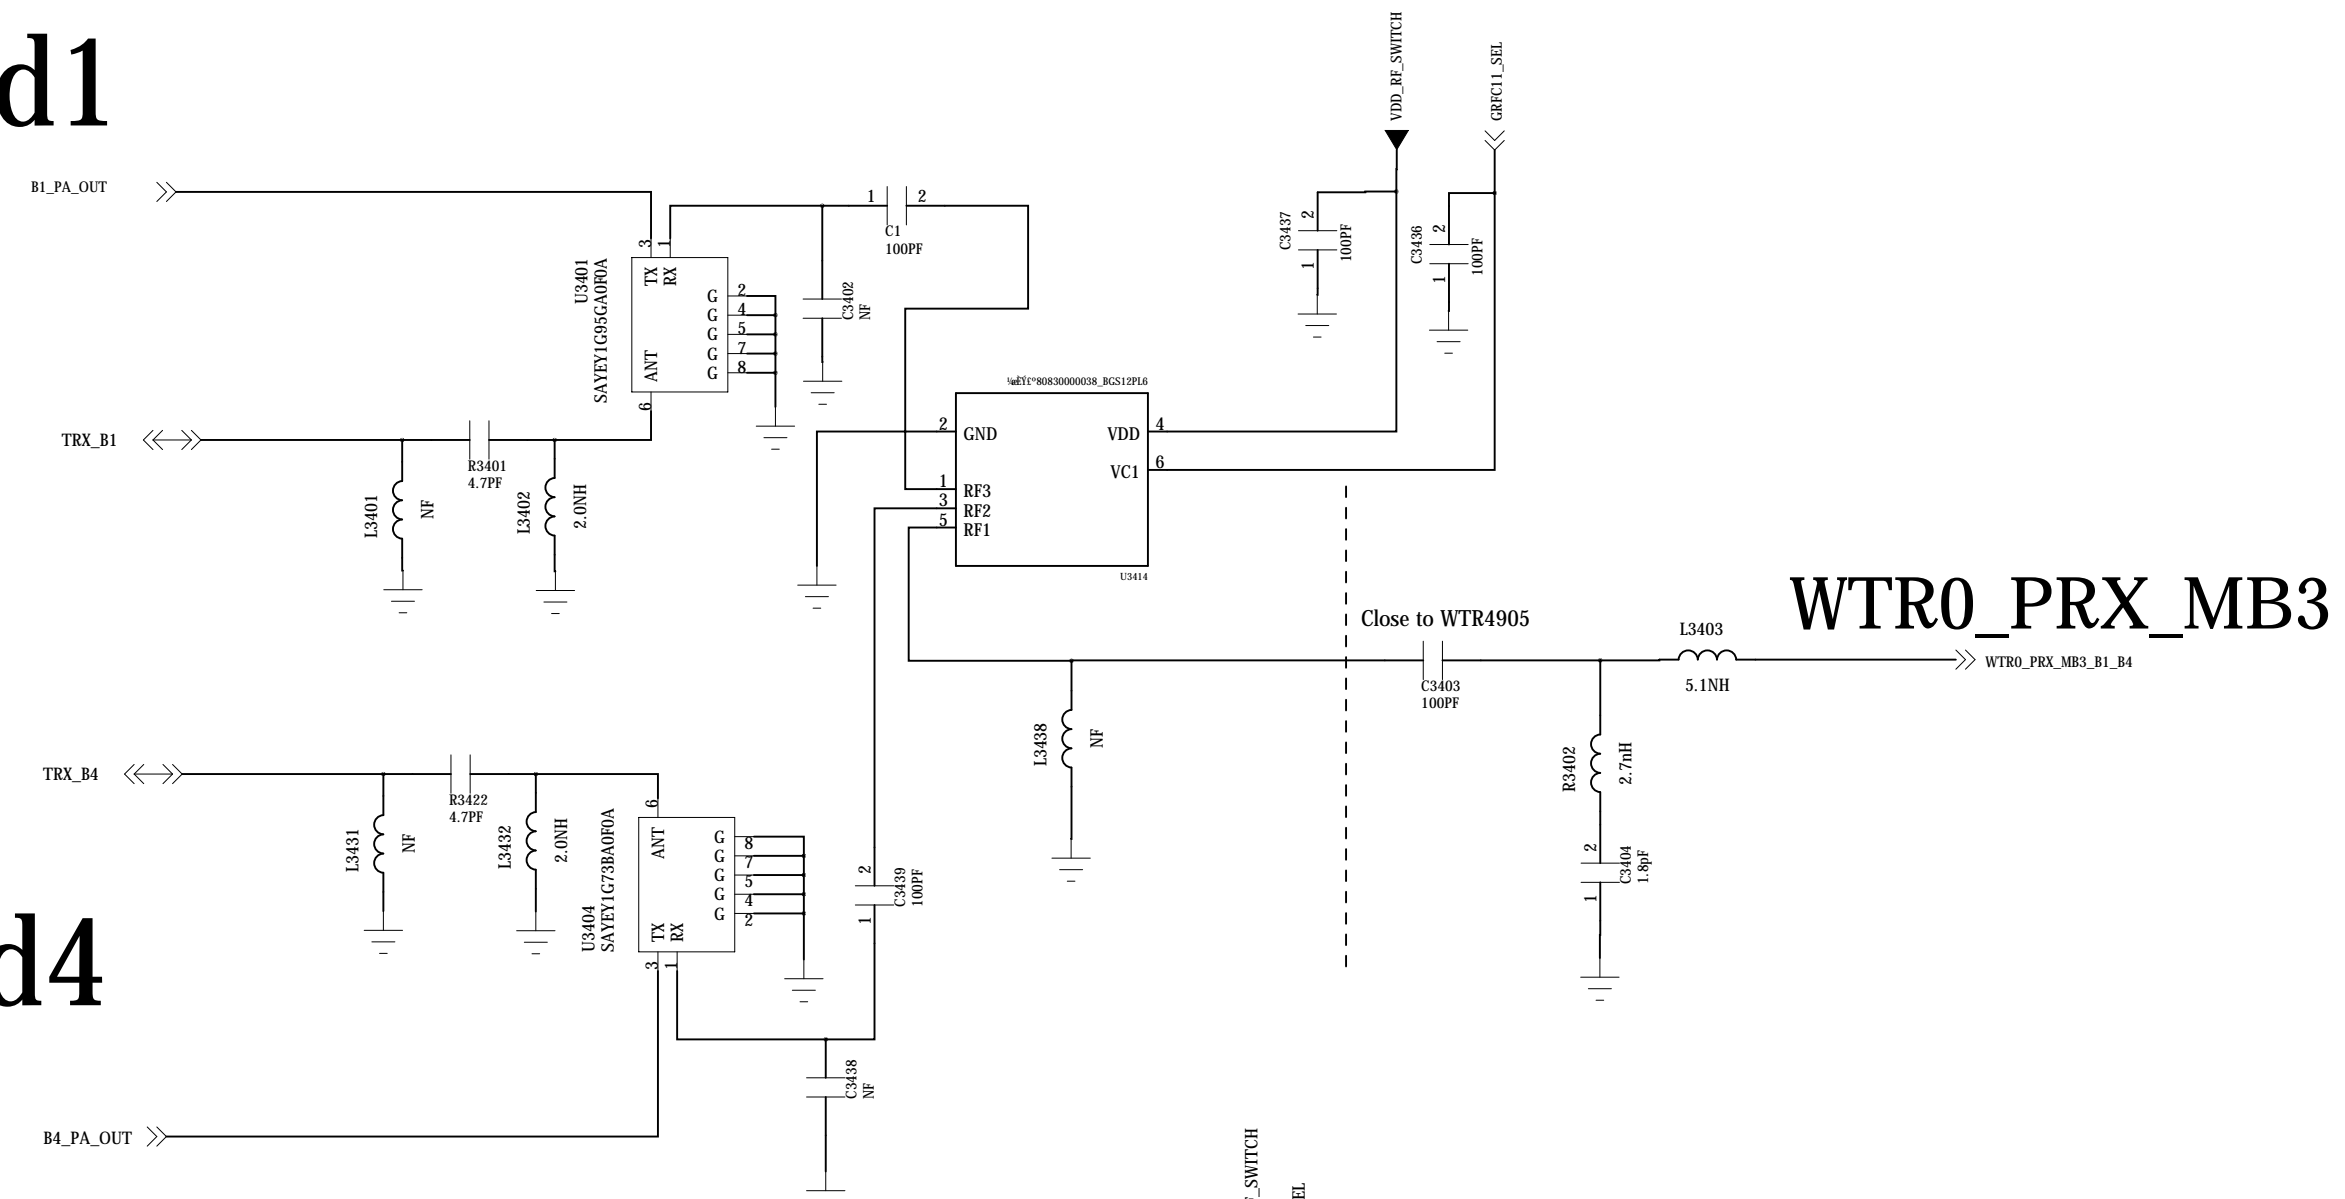 d1
VDD_RF_SWITCH
GRFC11_SEL
B1_PA_OUT
1
2
C1
100PF
C3437
2
1
100PF
C3436
2
1
100PF
3
1
U3401
SAYEY1G95GA0F0A
TX
RX
ANT
G 2
G 4
G 5
G 7
G 8
6
C3402
NF
80830000038_BGS12PL6
TRX_B1
R3401
4.7PF
L3401
NF
L3402
2.0NH
2 GND
1 RF3
3 RF2
5 RF1
VDD 4
VC1 6
U3414
WTR0_PRX_MB3
Close to WTR4905
L3403
5.1NH
WTR0_PRX_MB3_B1_B4
C3403
100PF
L3438
NF
R3402
2.7nH
2
1
C3404
1.8pF
TRX_B4
R3422
4.7PF
L3431
NF
L3432
2.0NH
6
U3404
SAYEY1G73BA0F0A
ANT
TX
RX
G 8
G 7
G 5
G 4
G 2
3
1
2
1
C3439
100PF
d4
C3438
NF
B4_PA_OUT
_SWITCH
EL